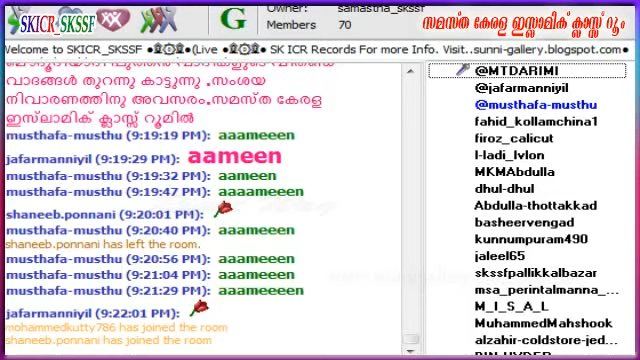 SKICR_SKSSF
Owner: samastha_skssf
Members 70
സമസ്ത കേരള ഇസ്ലാമിക് ക്ലാസ്സ് റൂം
Welcome to SKICR_SKSSF ●۩۞۩●(Live ●۩۞۩● SK ICR Records For more Visit..sunni-gallery.blogspot.com●
വാദങ്ങൾ തുറന്നു കാട്ടുന്നു .സംശയ
നിവാരണത്തിനു അവസരം.സമസ്ത കേരള
ഇസ്ലാമിക് ക്ലാസ്സ് റൂമിൽ
musthafa-musthu (9:19:19 PM): aaameeen
jafarmanniyil (9:19:29 PM): aameen
musthafa-musthu (9:19:32 PM): aameen
musthafa-musthu (9:19:47 PM): aaaameeen
shaneeb.ponnani (9:20:01 PM):
musthafa-musthu (9:20:40 PM): aaameeeen
shaneeb.ponnani has left the room.
musthafa-musthu (9:20:56 PM): aaameeeen
musthafa-musthu (9:21:04 PM): aaameeeen
musthafa-musthu (9:21:29 PM): aaameeeeen
jafarmanniyil (9:22:01 PM):
mohammedkutty786 has joined the room
shaneeb.ponnani has joined the room
@MTDARIMI
@jafarmanniyil
@musthafa-musthu
fahid_kollamchina1
firoz_calicut
I-ladi_Ivlon
MKMAbdulla
dhul-dhul
Abdulla-thottakkad
basheervengad
kunnumpuram490
jaleel65
skssfpallikkalbazar
msa_perintalmanna_
M_I_S_A_L
MuhammedMahshook
alzahir-coldstore-jed...